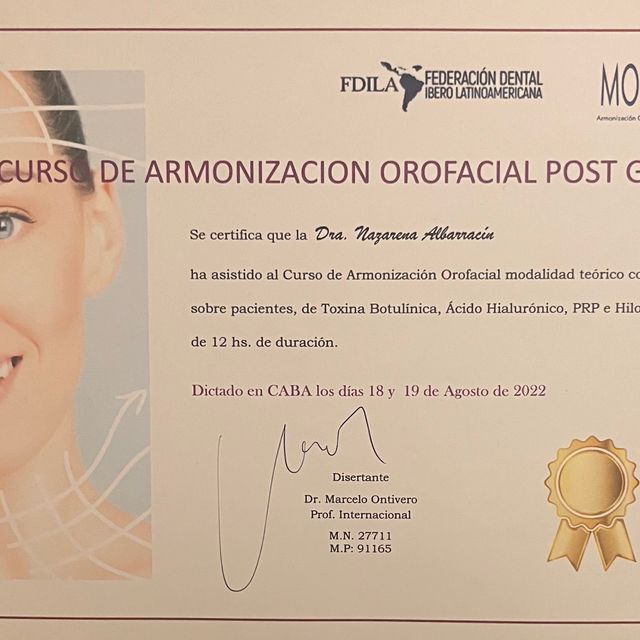 FDILA FEDERACIÓN DENTAL
IBERO LATINOAMERICANA
MO
Armonización
CURSO DE ARMONIZACION OROFACIAL POST G
Se certifica que la Dra. Nazarena Albarracín
ha asistido al Curso de Armonización Orofacial modalidad teórico co
sobre pacientes, de Toxina Botulínica, Ácido Hialurónico, PRP e Hilo
de 12 hs. de duración.
Dictado en CABA los días 18 y 19 de Agosto de 2022
Disertante
Dr. Marcelo Ontivero
Prof. Internacional
M.N. 27711
M.P: 91165